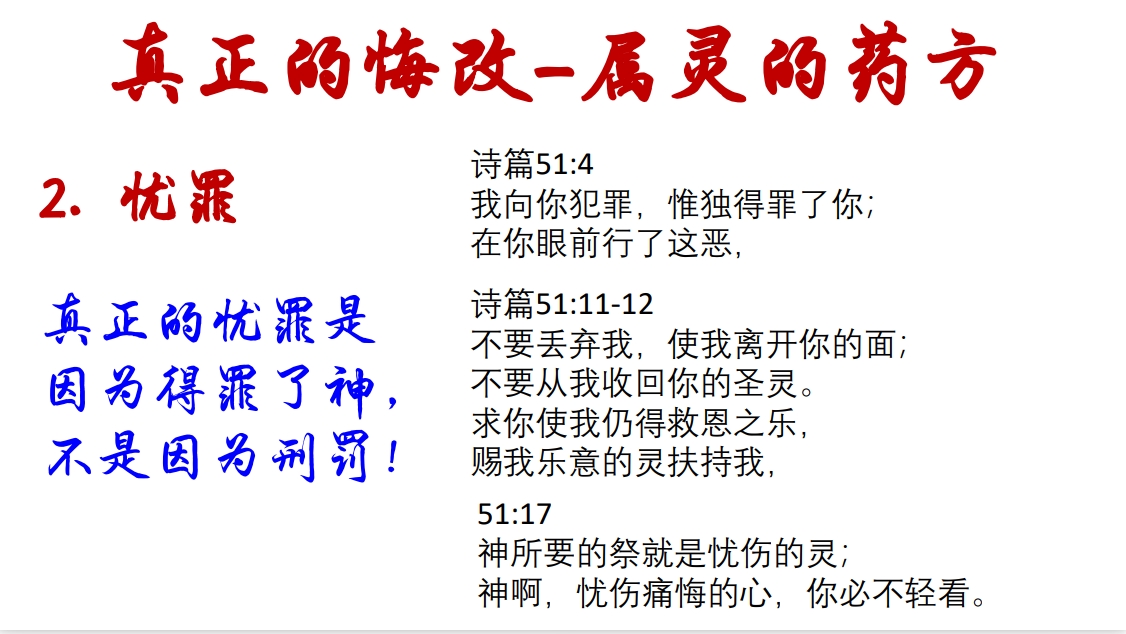 真正的悔改-属灵的药方
2. 忧罪
真正的忧罪是
因为得罪了神，
不是因为刑罚！
诗篇51:4
我向你犯罪，惟独得罪了你；
在你眼前行了这恶，
诗篇51:11-12
不要丢弃我，使我离开你的面；
不要从我收回你的圣灵。
求你使我仍得救恩之乐，
赐我乐意的灵扶持我，
51:17
神所要的祭就是忧伤的灵；
神啊，忧伤痛悔的心，你必不轻看。